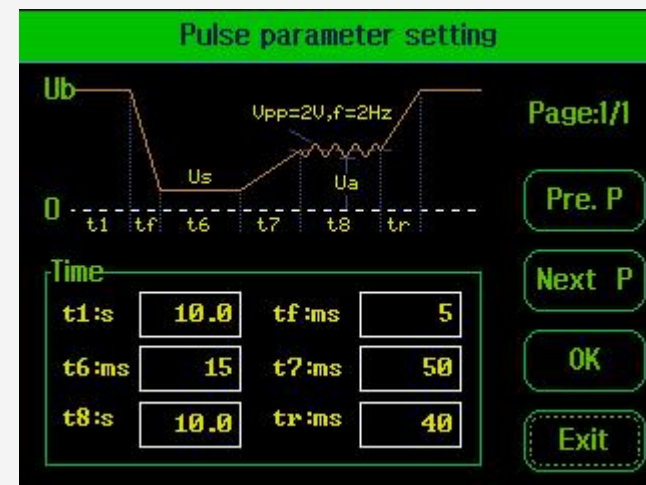 Pulse parameter setting
Ub
Vpp=2V,f=2Hz
Page:1/1
Us
Ua
0
t1 tf t6 t7 t8 tr
Pre. P
Time
Next P
t1:s 10.0 tf:ms 5
t6:ms 15 t7:ms 50
OK
t8:s 10.0 tr:ms 40
Exit